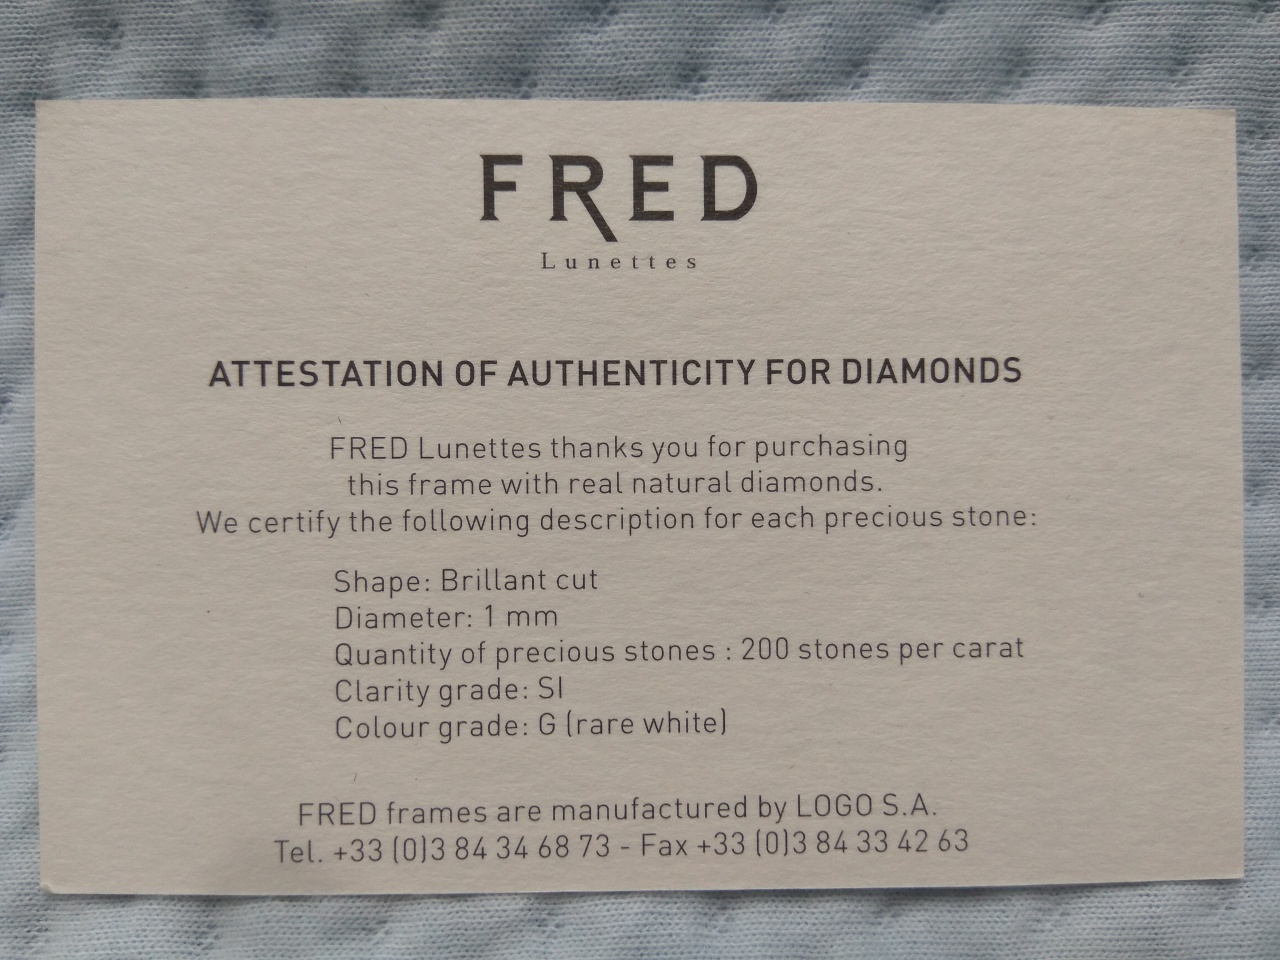 FRED
Lunettes
ATTESTATION OF AUTHENTICITY FOR DIAMONDS
FRED Lunettes thanks you for purchasing
this frame with real natural diamonds.
We certify the following description for each precious stone:
Shape: Brillant cut
Diameter: 1 mm
Quantity of precious stones : 200 stones per carat
Clarity grade: SI
Colour grade: G (rare white)
FRED frames are manufactured by LOGO S.A.
Tel. +33 (0)3 84 34 68 73 - Fax +33 (0)3 84 33 42 63